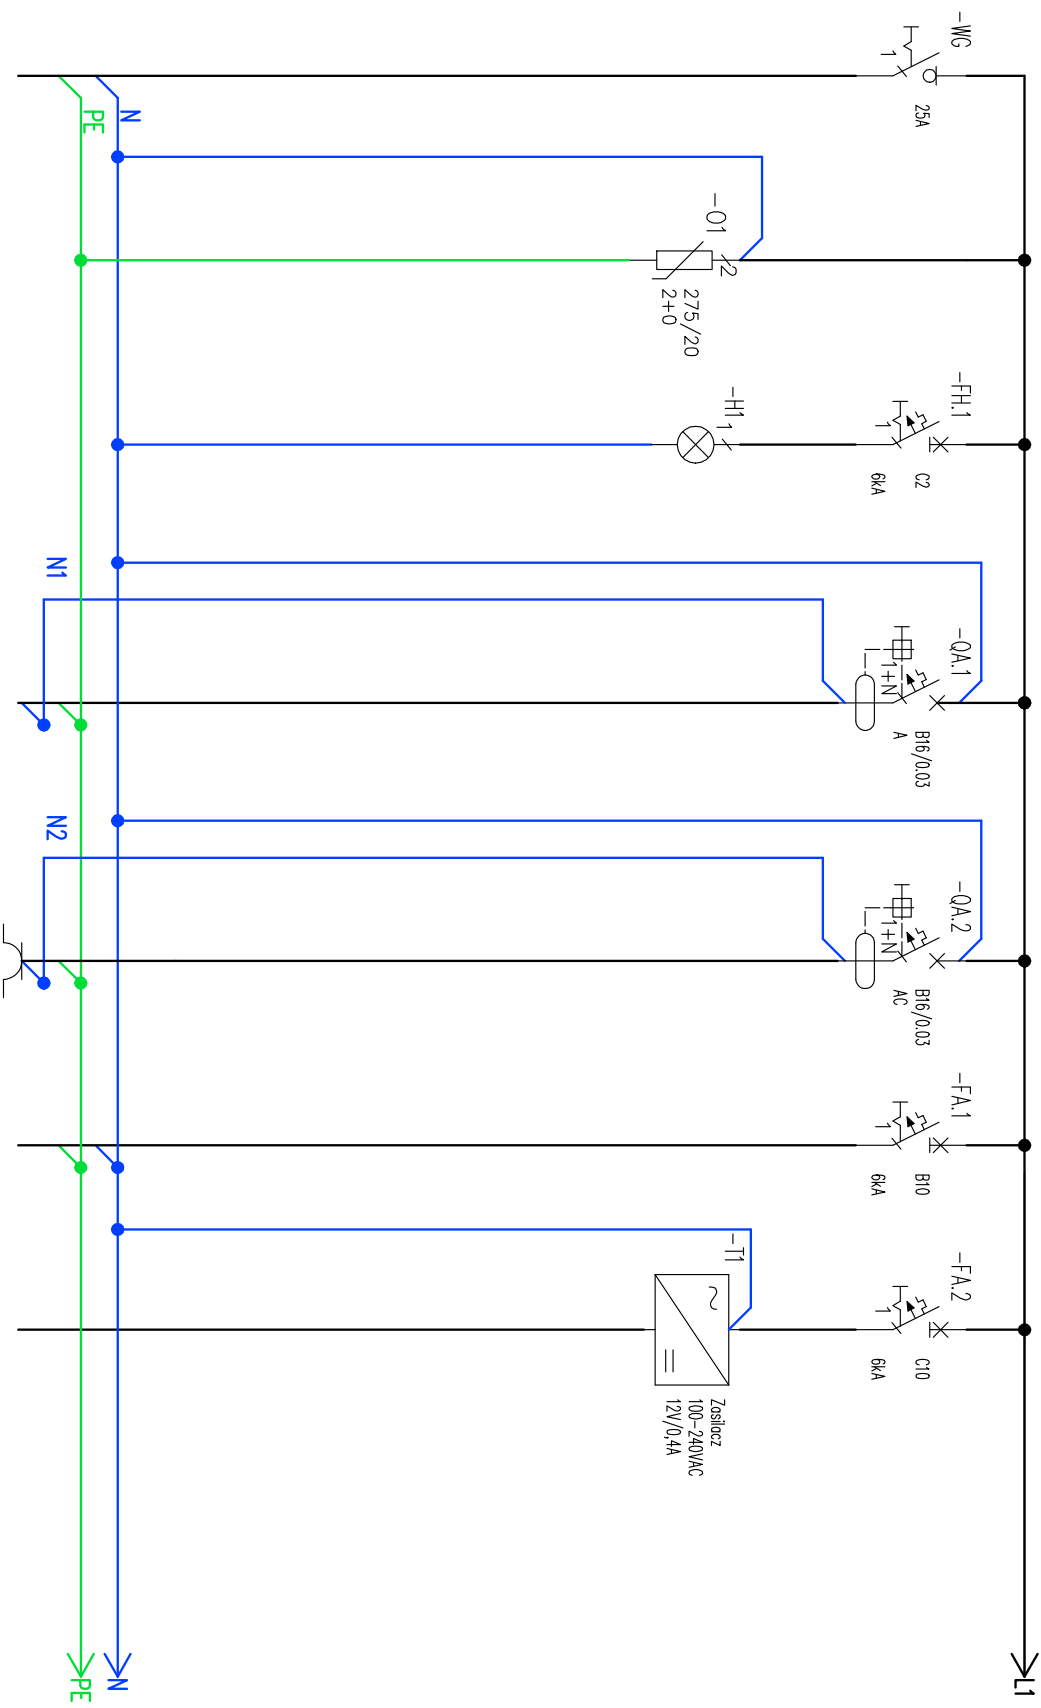 -WG
1
25A
L1
-O1
2
275/20
2+0
-FH.1
1
C2
6kA
-H1
1
-QA.1
1+N
B16/0.03
A
-QA.2
1+N
B16/0.03
AC
-FA.1
1
B10
6kA
-FA.2
1
C10
6kA
-T1
~
=
Zasilacz
100-240VAC
12V/0,4A
N
PE
N1
N2
N
PE